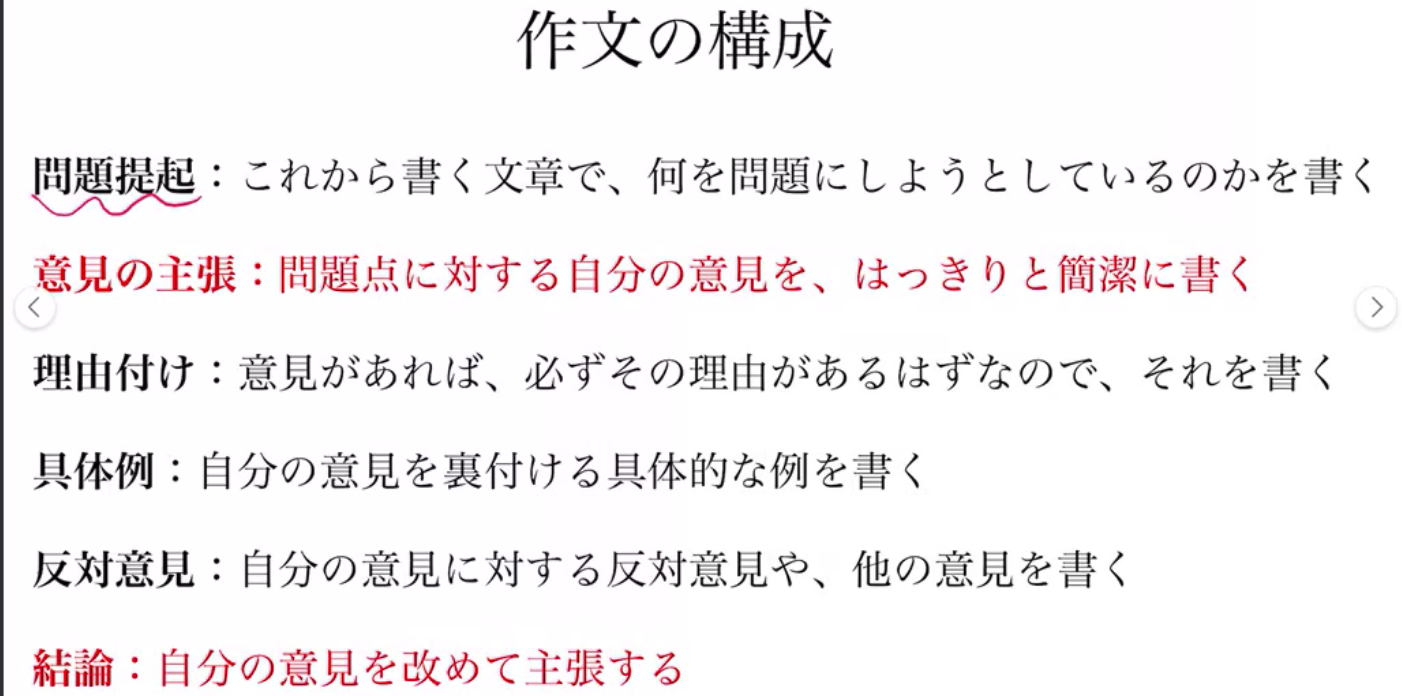 作文の構成
問題提起：これから書く文章で、何を問題にしようとしているのかを書く
意見の主張：問題点に対する自分の意見を、はっきりと簡潔に書く
理由付け：意見があれば、必ずその理由があるはずなので、それを書く
具体例：自分の意見を裏付ける具体的な例を書く
反対意見：自分の意見に対する反対意見や、他の意見を書く
結論：自分の意見を改めて主張する